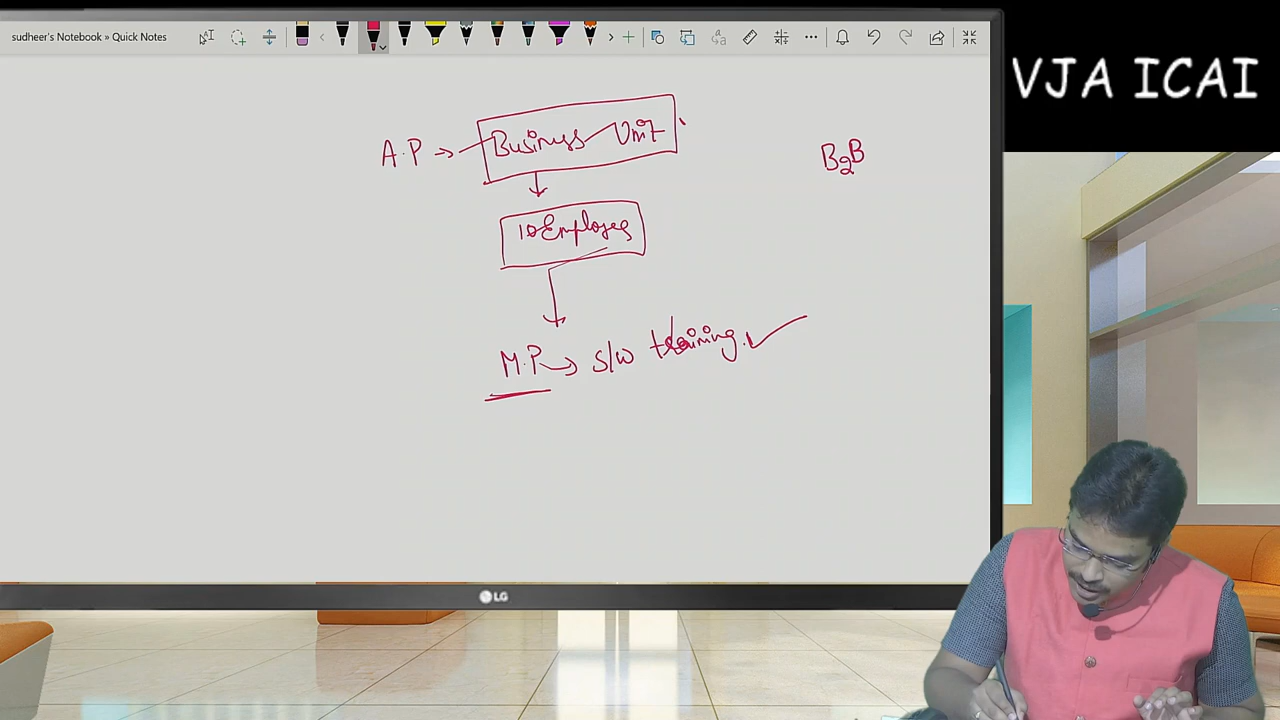 sudheer's Notebook » Quick Notes
VJA ICAI
A.P → Business Unit
B2B
10 Employees
M.P → s/w training.
LG